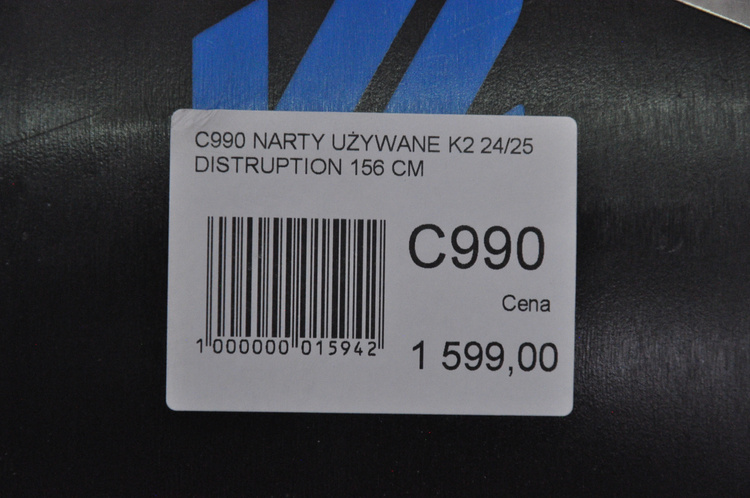 C990 NARTY UŻYWANE K2 24/25
DISTRUPTION 156 CM
C990
Cena
1 599,00
1 000000 015942